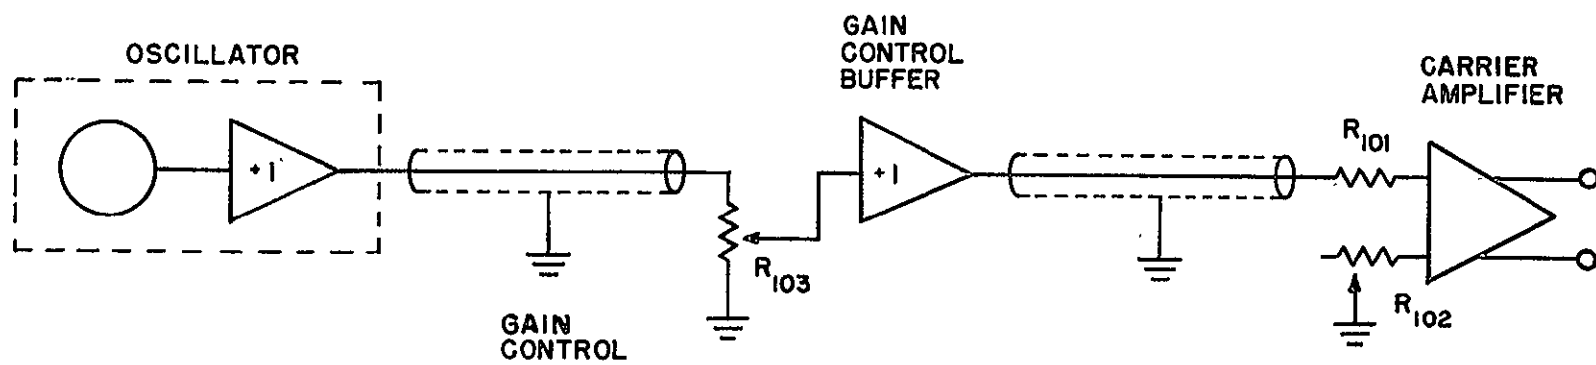 OSCILLATOR
+1
GAIN
CONTROL
R103
GAIN
CONTROL
BUFFER
+1
CARRIER
AMPLIFIER
R101
R102